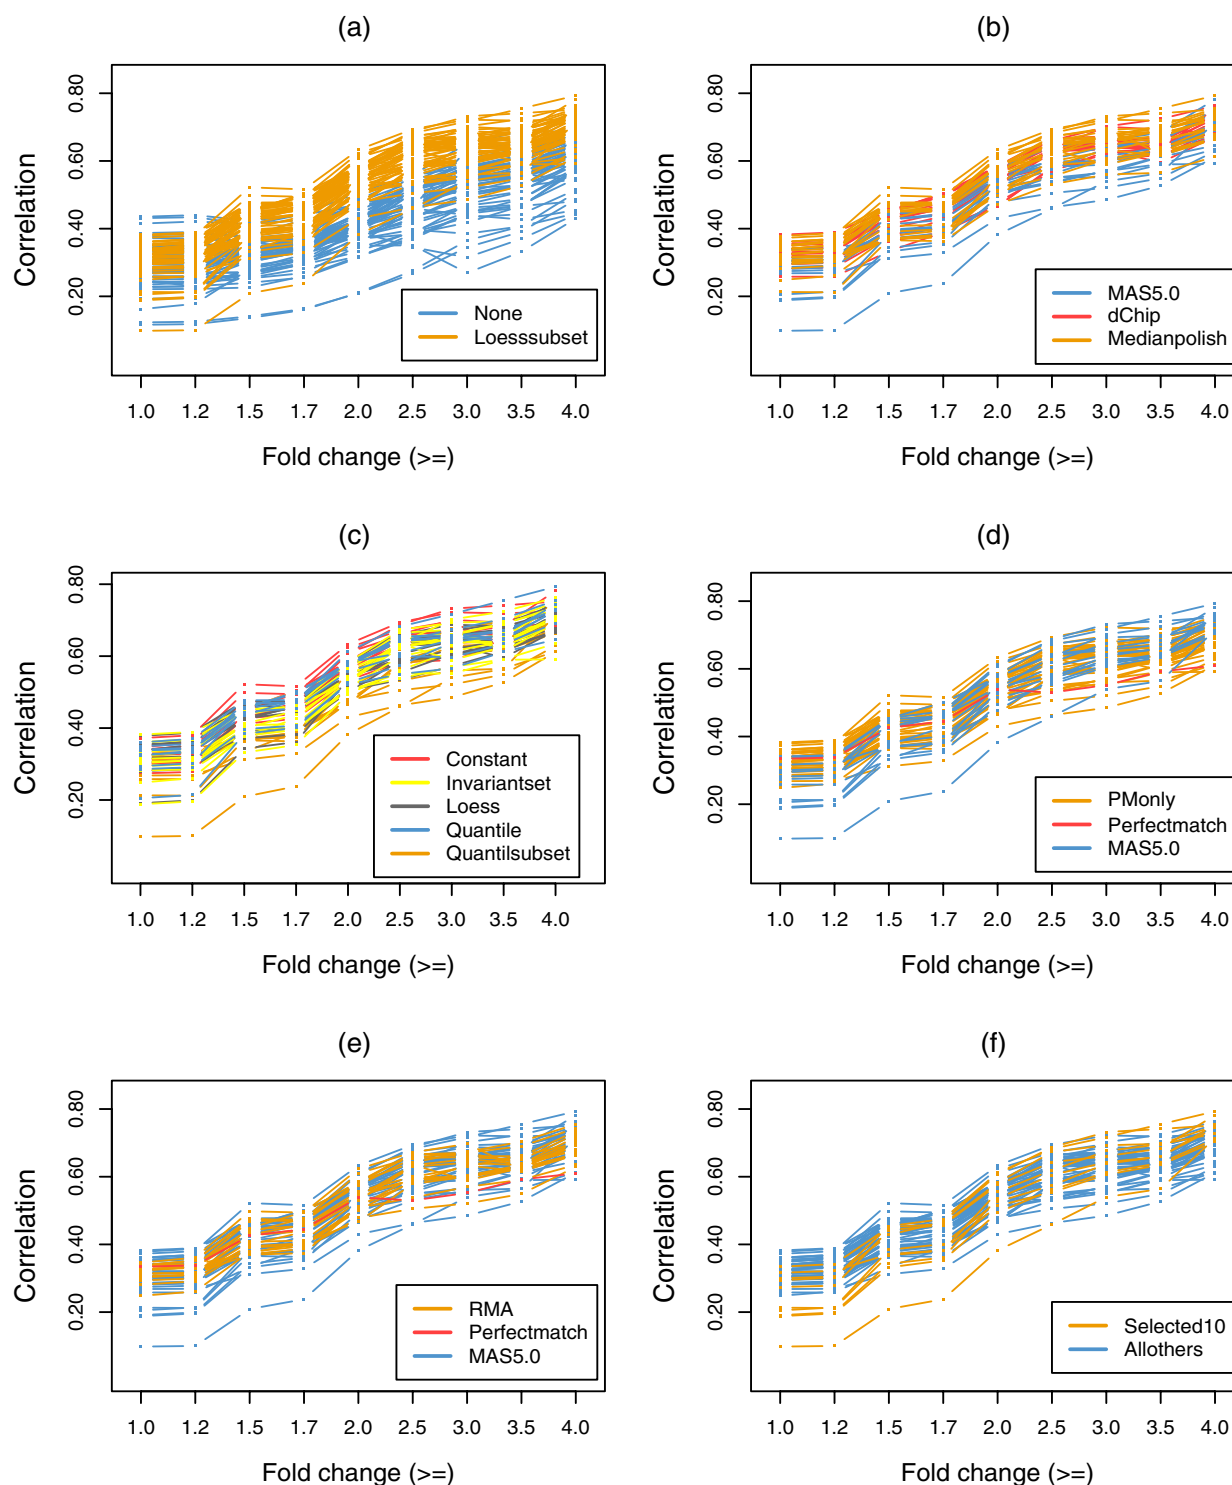 (a)
0.80
0.60
0.40
0.20
Correlation
None
Loesssubset
1.0 1.2 1.5 1.7 2.0 2.5 3.0 3.5 4.0
Fold change (>=)
(b)
0.80
0.60
0.40
0.20
Correlation
MAS5.0
dChip
Medianpolish
1.0 1.2 1.5 1.7 2.0 2.5 3.0 3.5 4.0
Fold change (>=)
(c)
0.80
0.60
0.40
0.20
Correlation
Constant
Invariantset
Loess
Quantile
Quantilsubset
1.0 1.2 1.5 1.7 2.0 2.5 3.0 3.5 4.0
Fold change (>=)
(d)
0.80
0.60
0.40
0.20
Correlation
PMonly
Perfectmatch
MAS5.0
1.0 1.2 1.5 1.7 2.0 2.5 3.0 3.5 4.0
Fold change (>=)
(e)
0.80
0.60
0.40
0.20
Correlation
RMA
Perfectmatch
MAS5.0
1.0 1.2 1.5 1.7 2.0 2.5 3.0 3.5 4.0
Fold change (>=)
(f)
0.80
0.60
0.40
0.20
Correlation
Selected10
Allothers
1.0 1.2 1.5 1.7 2.0 2.5 3.0 3.5 4.0
Fold change (>=)